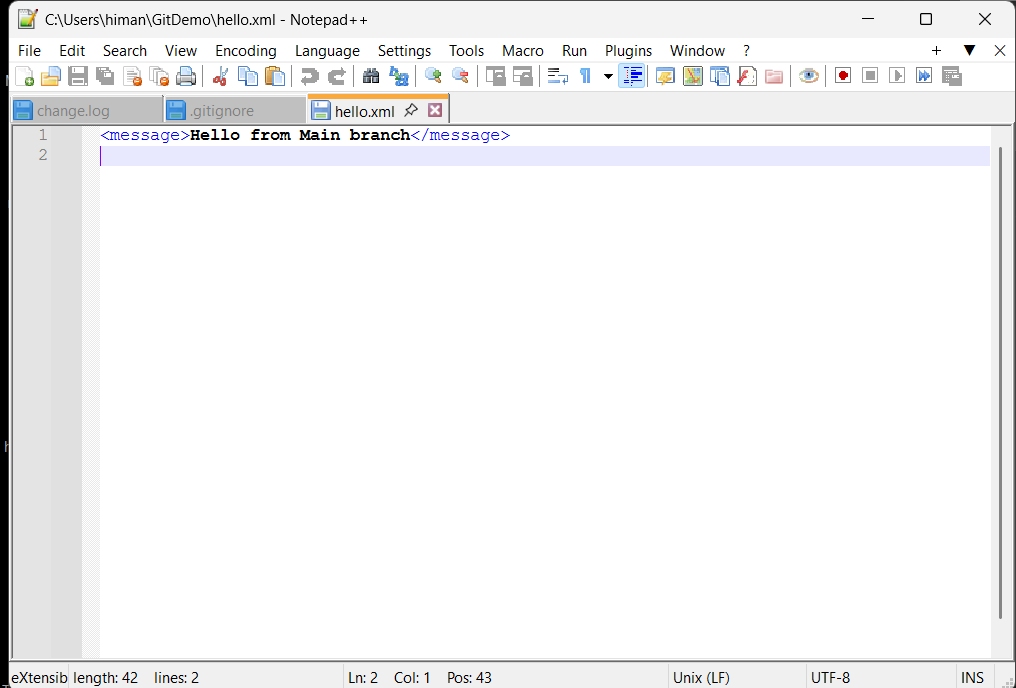 C:\Users\himan\GitDemo\hello.xml - Notepad++
File Edit Search View Encoding Language Settings Tools Macro Run Plugins Window ?
change.log .gitignore hello.xml
1 <message>Hello from Main branch</message>
2
eXtensib length: 42 lines: 2 Ln: 2 Col: 1 Pos: 43 Unix (LF) UTF-8 INS